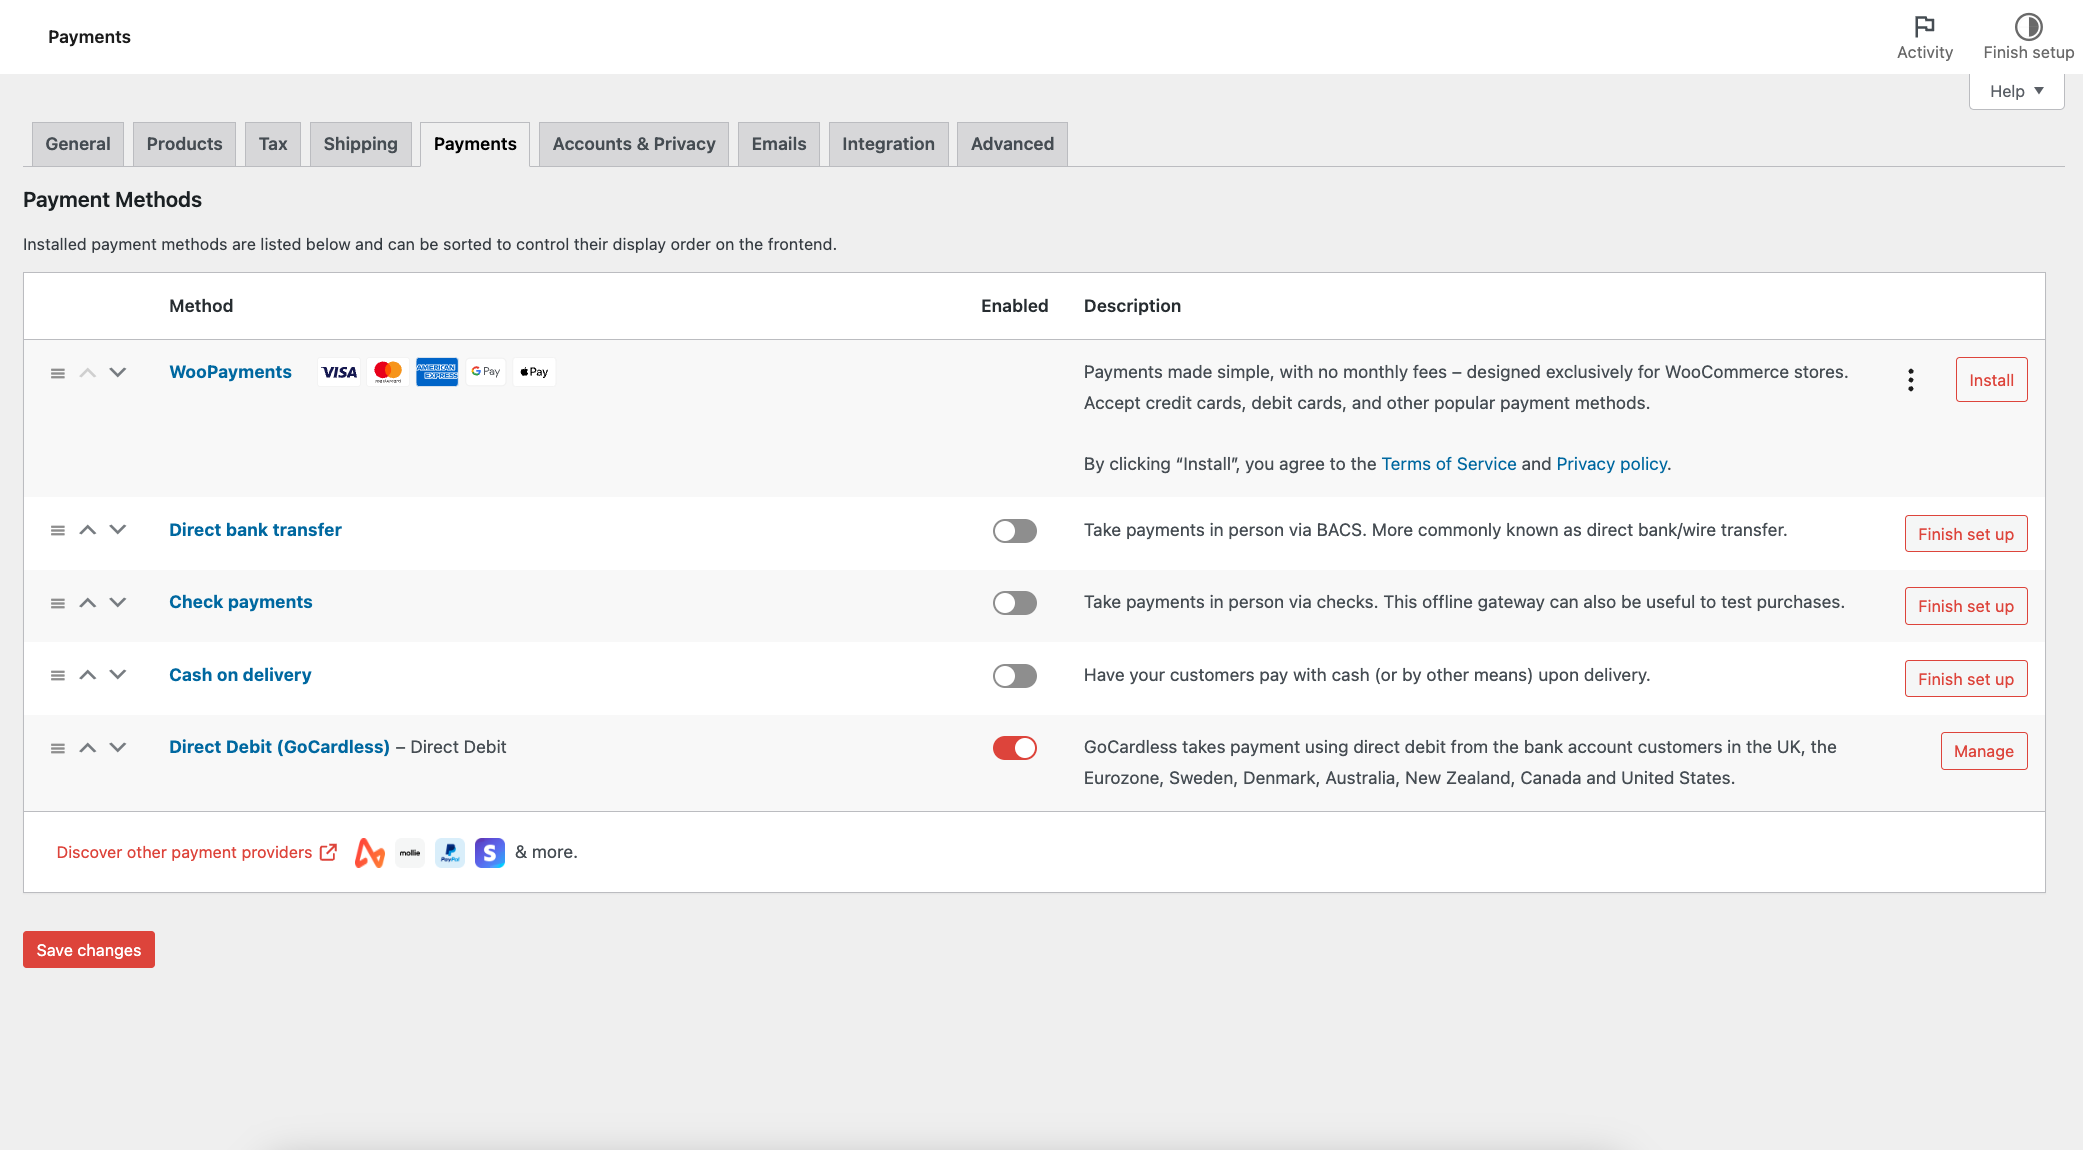 Payments
Activity
Finish setup
Help
General
Products
Tax
Shipping
Payments
Accounts & Privacy
Emails
Integration
Advanced
Payment Methods
Installed payment methods are listed below and can be sorted to control their display order on the frontend.
Method
Enabled
Description
WooPayments
VISA
AMERICAN
EXPRESS
G Pay
Pay
Payments made simple, with no monthly fees – designed exclusively for WooCommerce stores.
Accept credit cards, debit cards, and other popular payment methods.
By clicking “Install”, you agree to the Terms of Service and Privacy policy.
Install
Direct bank transfer
Take payments in person via BACS. More commonly known as direct bank/wire transfer.
Finish set up
Check payments
Take payments in person via checks. This offline gateway can also be useful to test purchases.
Finish set up
Cash on delivery
Have your customers pay with cash (or by other means) upon delivery.
Finish set up
Direct Debit (GoCardless) – Direct Debit
GoCardless takes payment using direct debit from the bank account customers in the UK, the
Eurozone, Sweden, Denmark, Australia, New Zealand, Canada and United States.
Manage
Discover other payment providers
mollie
PayPal
S
& more.
Save changes